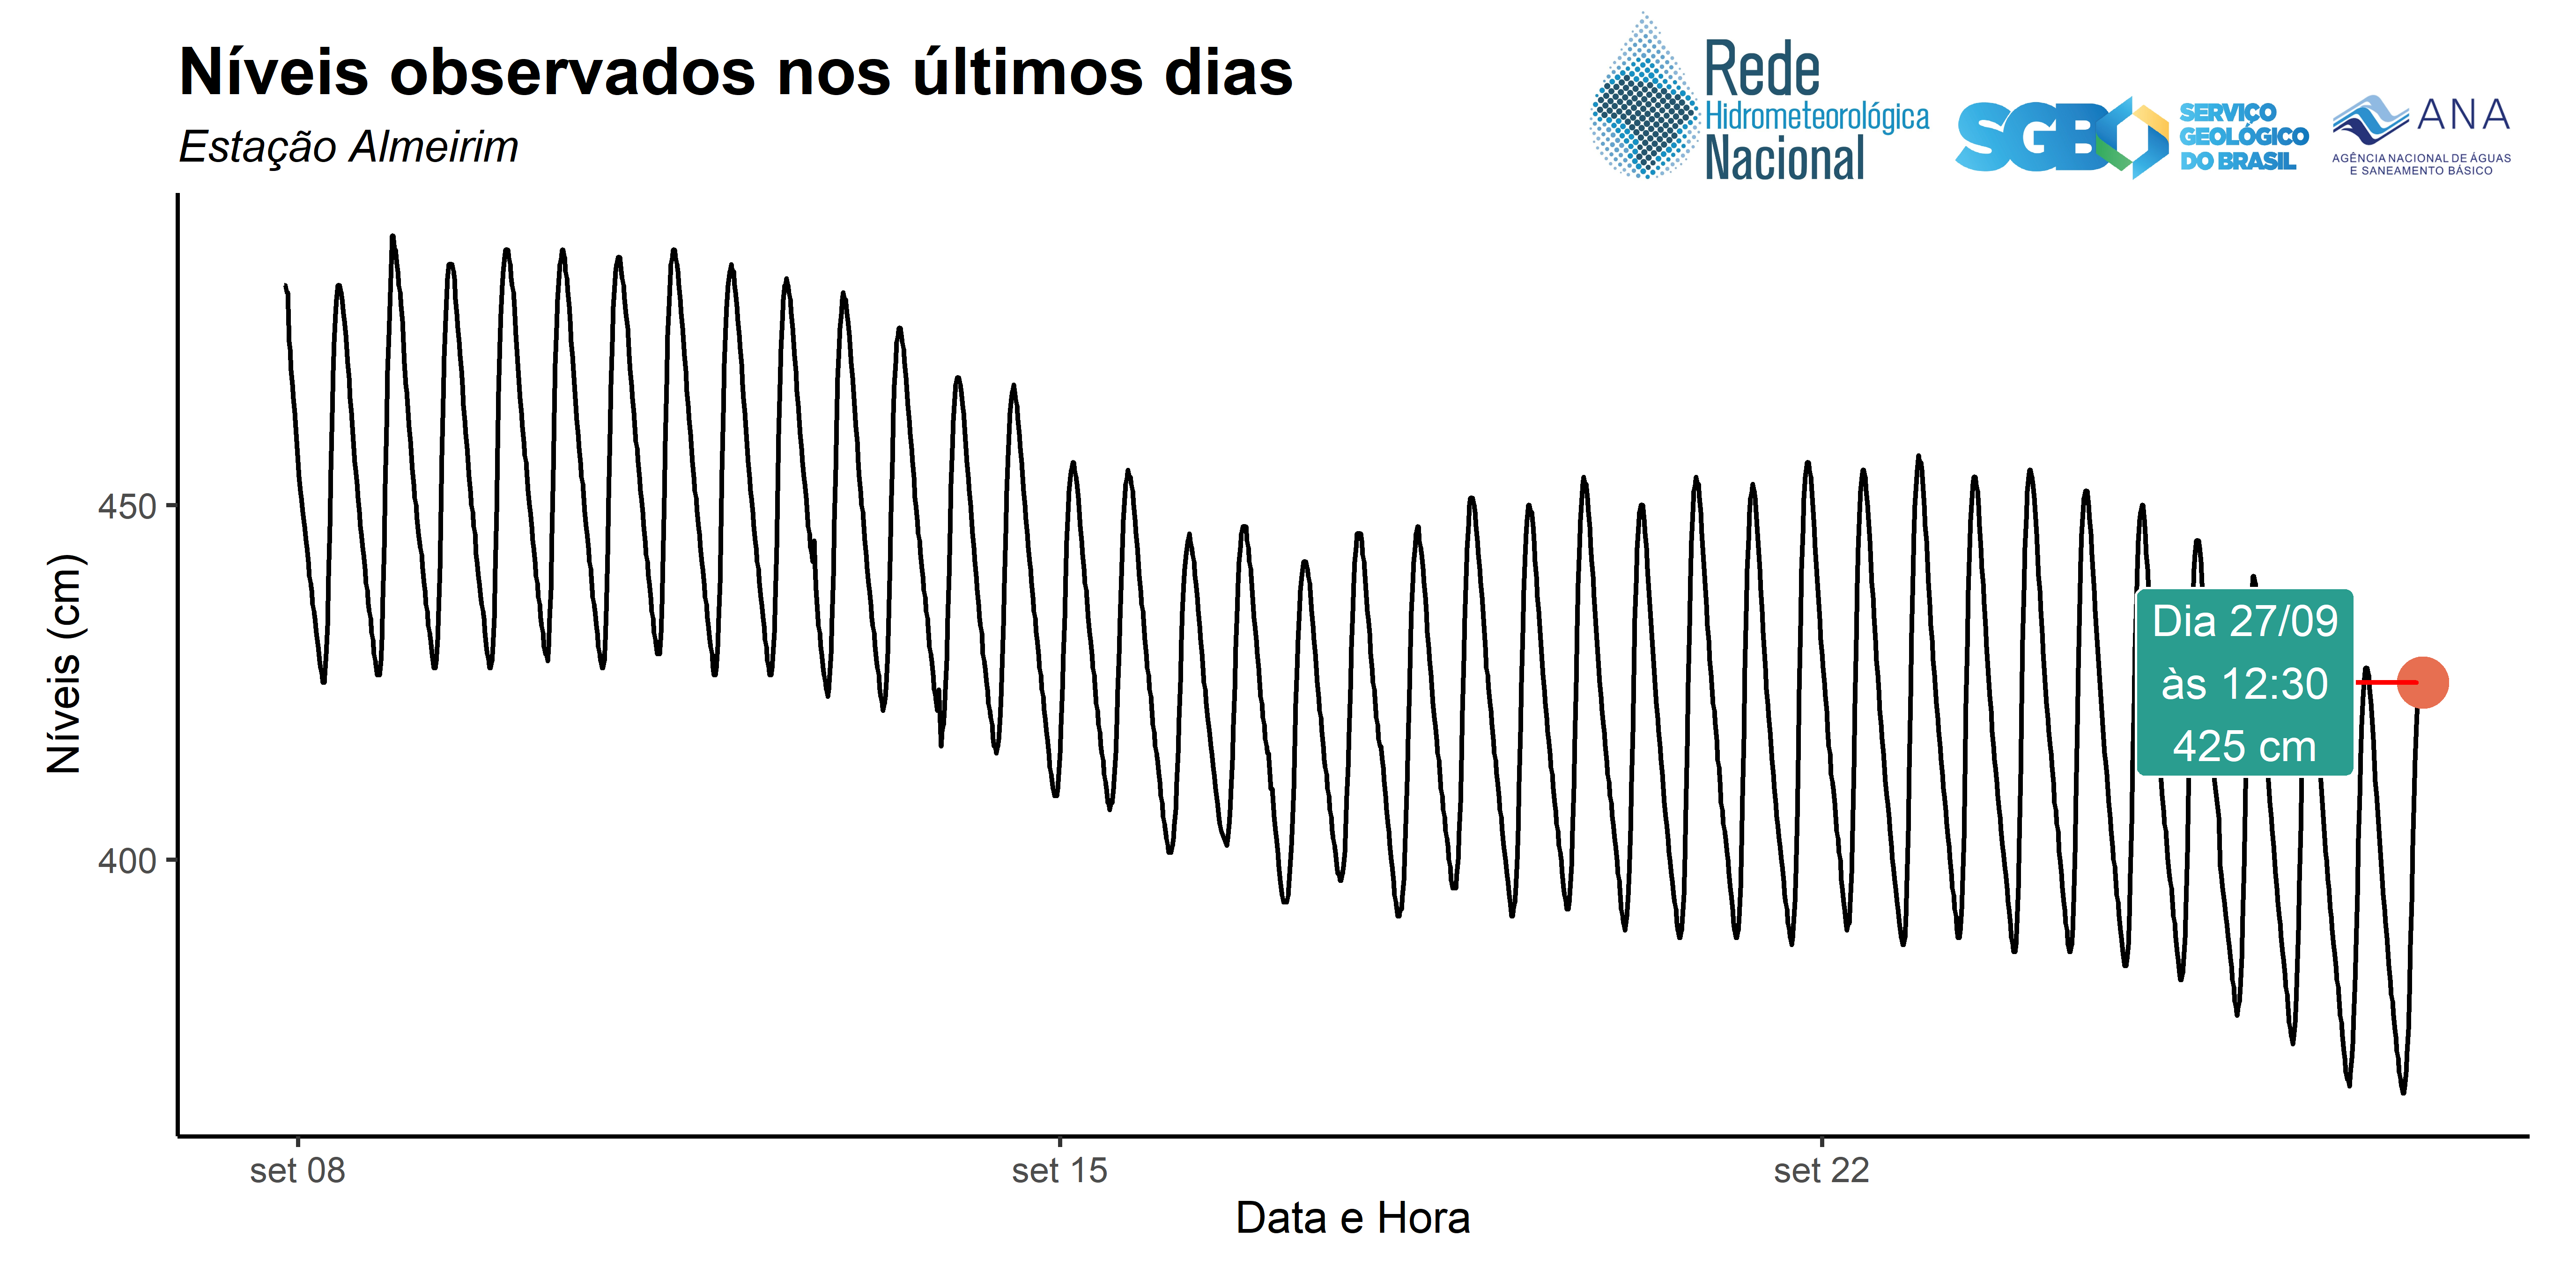 Níveis observados nos últimos dias
Estação Almeirim
Rede
Hidrometeorológica
Nacional
SGB
SERVIÇO
GEOLÓGICO
DO BRASIL
ANA
AGÊNCIA NACIONAL DE ÁGUAS
E SANEAMENTO BÁSICO
Níveis (cm)
450
400
Dia 27/09
às 12:30
425 cm
set 08
set 15
set 22
Data e Hora